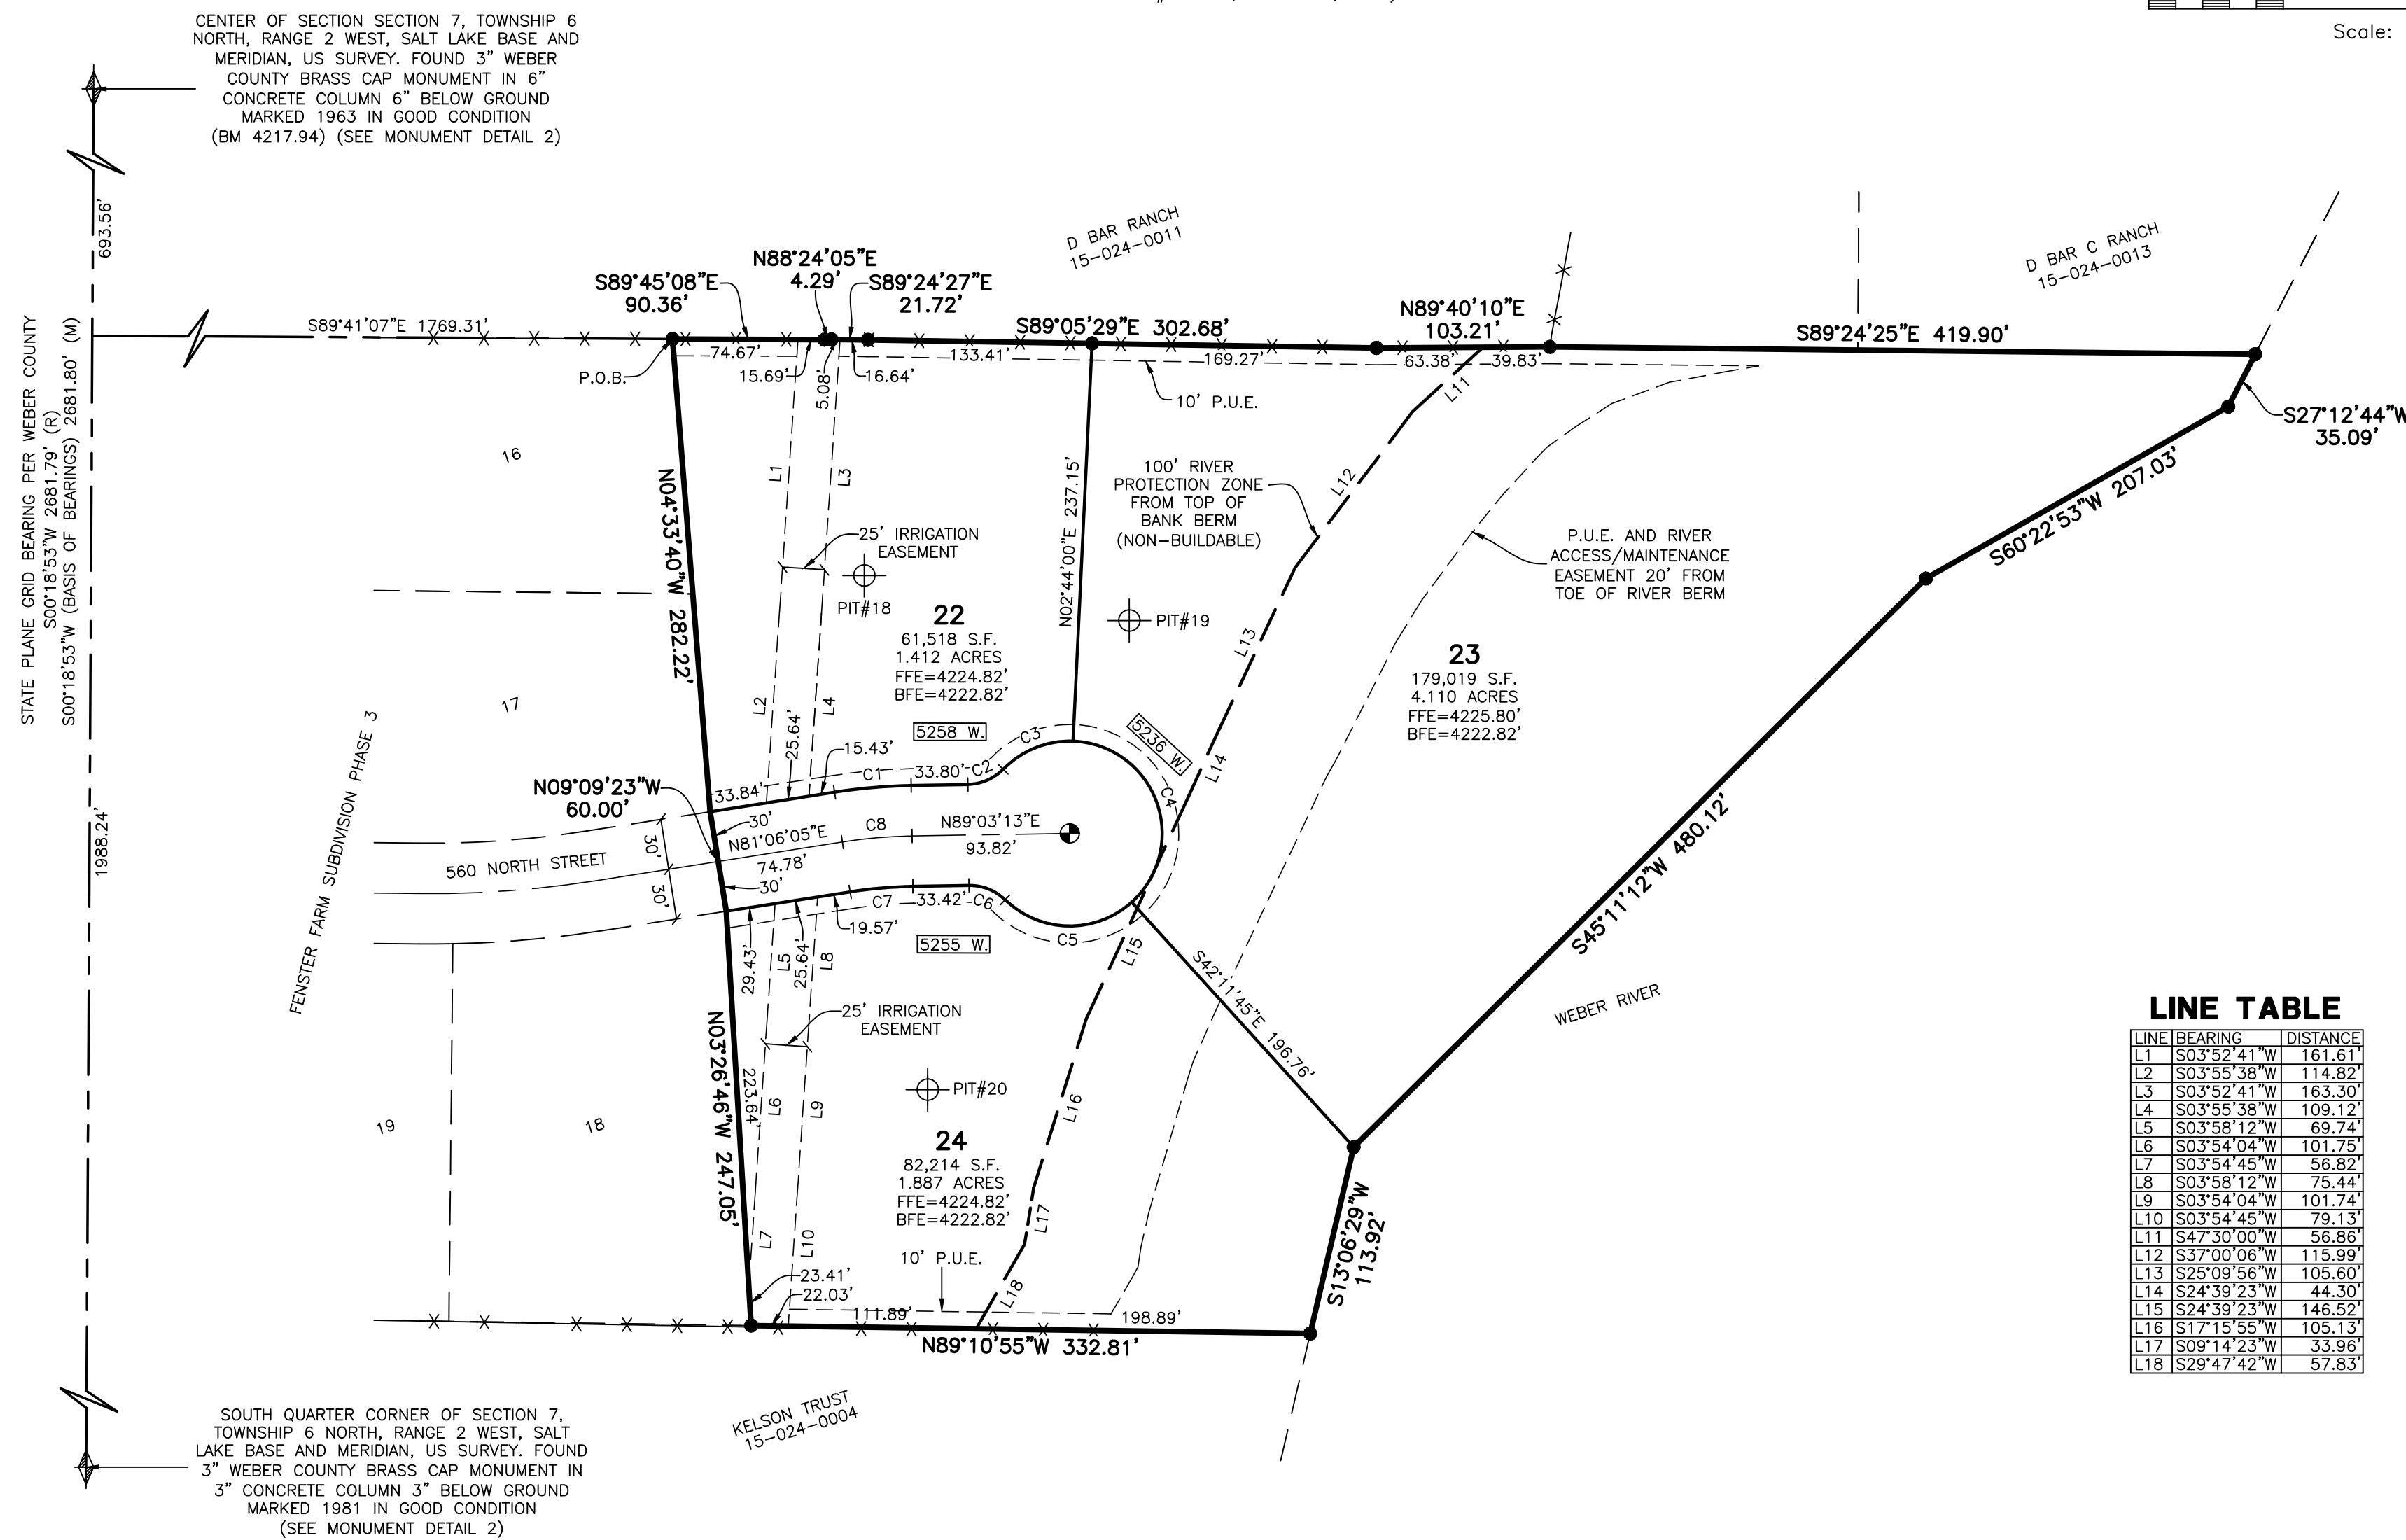 CENTER OF SECTION SECTION 7, TOWNSHIP 6
NORTH, RANGE 2 WEST, SALT LAKE BASE AND
MERIDIAN, US SURVEY. FOUND 3" WEBER
COUNTY BRASS CAP MONUMENT IN 6"
CONCRETE COLUMN 6" BELOW GROUND
MARKED 1963 IN GOOD CONDITION
(BM 4217.94) (SEE MONUMENT DETAIL 2)
Scale:
693.56'
STATE PLANE GRID BEARING PER WEBER COUNTY
S00°18'53"W 2681.79' (R)
S00°18'53"W (BASIS OF BEARINGS) 2681.80' (M)
1988.24'
S89°41'07"E 1769.31'
P.O.B.
S89°45'08"E
90.36'
N88°24'05"E
4.29'
S89°24'27"E
21.72'
S89°05'29"E 302.68'
N89°40'10"E
103.21'
S89°24'25"E 419.90'
D BAR RANCH
15-024-0011
D BAR C RANCH
15-024-0013
74.67'
15.69'
5.08'
16.64'
133.41'
169.27'
63.38'
39.83'
10' P.U.E.
S27°12'44"W
35.09'
S60°22'53"W 207.03'
S45°11'12"W 480.12'
S13°06'29"W
113.92'
16
17
18
19
N04°33'40"W 282.22'
L1
L3
25' IRRIGATION
EASEMENT
PIT#18
22
61,518 S.F.
1.412 ACRES
FFE=4224.82'
BFE=4222.82'
5258 W.
L2
L4
25.64'
15.43'
33.84'
C1
33.80'
C2
C3
C4
N02°44'00"E 237.15'
100' RIVER
PROTECTION ZONE
FROM TOP OF
BANK BERM
(NON-BUILDABLE)
PIT#19
L11
L12
L13
L14
5236 W.
P.U.E. AND RIVER
ACCESS/MAINTENANCE
EASEMENT 20' FROM
TOE OF RIVER BERM
23
179,019 S.F.
4.110 ACRES
FFE=4225.80'
BFE=4222.82'
FENSTER FARM SUBDIVISION PHASE 3
N09°09'23"W
60.00'
30'
30'
30'
30'
560 NORTH STREET
N81°06'05"E
74.78'
C8
N89°03'13"E
93.82'
C7
33.42'
C6
C5
19.57'
5255 W.
29.43'
L5
25.64'
L8
25' IRRIGATION
EASEMENT
N03°26'46"W 247.05'
223.64'
L6
L9
PIT#20
24
82,214 S.F.
1.887 ACRES
FFE=4224.82'
BFE=4222.82'
L7
L10
10' P.U.E.
23.41'
22.03'
111.89'
198.89'
N89°10'55"W 332.81'
L15
L16
L17
L18
S42°11'45"E 196.76'
WEBER RIVER
KELSON TRUST
15-024-0004
SOUTH QUARTER CORNER OF SECTION 7,
TOWNSHIP 6 NORTH, RANGE 2 WEST, SALT
LAKE BASE AND MERIDIAN, US SURVEY. FOUND
3" WEBER COUNTY BRASS CAP MONUMENT IN
3" CONCRETE COLUMN 3" BELOW GROUND
MARKED 1981 IN GOOD CONDITION
(SEE MONUMENT DETAIL 2)
LINE TABLE
LINE BEARING DISTANCE
L1 S03°52'41"W 161.61'
L2 S03°55'38"W 114.82'
L3 S03°52'41"W 163.30'
L4 S03°55'38"W 109.12'
L5 S03°58'12"W 69.74'
L6 S03°54'04"W 101.75'
L7 S03°54'45"W 56.82'
L8 S03°58'12"W 75.44'
L9 S03°54'04"W 101.74'
L10 S03°54'45"W 79.13'
L11 S47°30'00"W 56.86'
L12 S37°00'06"W 115.99'
L13 S25°09'56"W 105.60'
L14 S24°39'23"W 44.30'
L15 S24°39'23"W 146.52'
L16 S17°15'55"W 105.13'
L17 S09°14'23"W 33.96'
L18 S29°47'42"W 57.83'